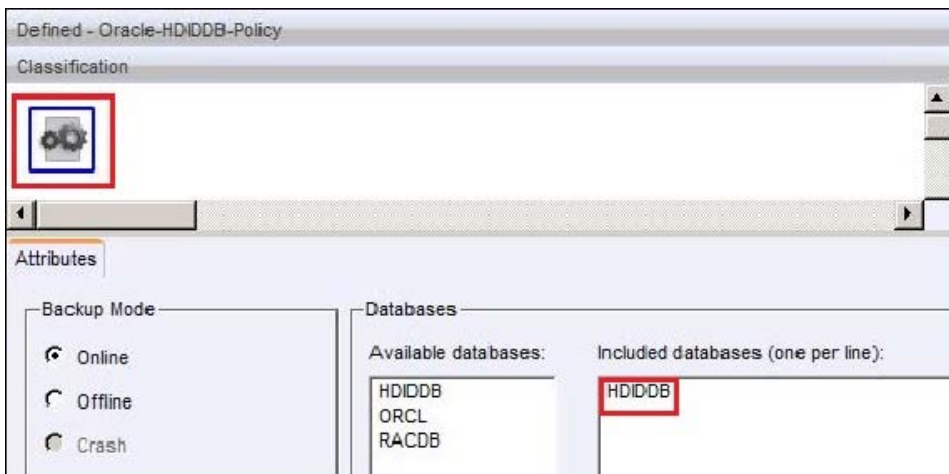 Defined - Oracle-HDIDDB-Policy
Classification
Attributes
Backup Mode
Online
Offline
Crash
Databases
Available databases:
HDIDDB
ORCL
RACDB
Included databases (one per line):
HDIDDB